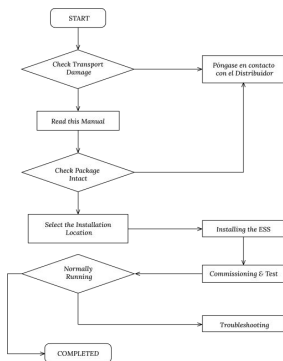 START
Check Transport
Damage
Póngase en contacto
con el Distribuidor
Read this Manual
Check Package
Intact
Select the Installation
Location
Installing the ESS
Normally
Running
Commissioning & Test
Troubleshooting
COMPLETED